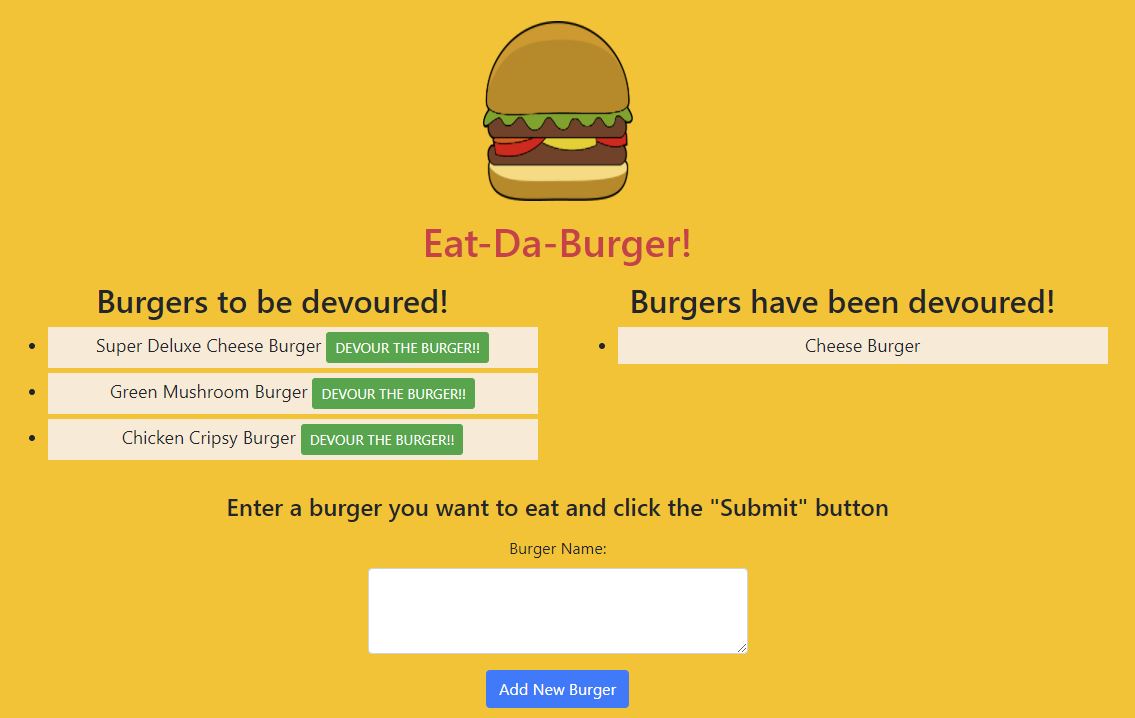 Eat-Da-Burger!
Burgers to be devoured!
Super Deluxe Cheese Burger DEVOUR THE BURGER!!
Green Mushroom Burger DEVOUR THE BURGER!!
Chicken Cripsy Burger DEVOUR THE BURGER!!
Burgers have been devoured!
Cheese Burger
Enter a burger you want to eat and click the "Submit" button
Burger Name:
Add New Burger